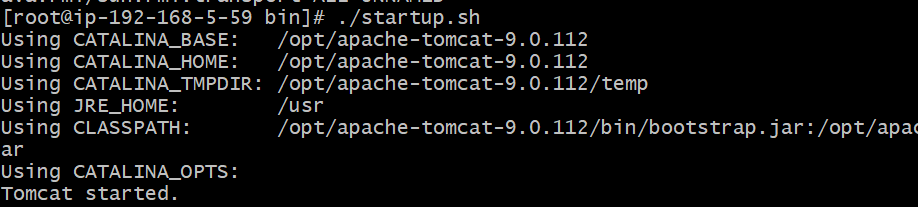 [root@ip-192-168-5-59 bin]# ./startup.sh
Using CATALINA_BASE:   /opt/apache-tomcat-9.0.112
Using CATALINA_HOME:   /opt/apache-tomcat-9.0.112
Using CATALINA_TMPDIR: /opt/apache-tomcat-9.0.112/temp
Using JRE_HOME:        /usr
Using CLASSPATH:       /opt/apache-tomcat-9.0.112/bin/bootstrap.jar:/opt/apac
ar
Using CATALINA_OPTS:
Tomcat started.